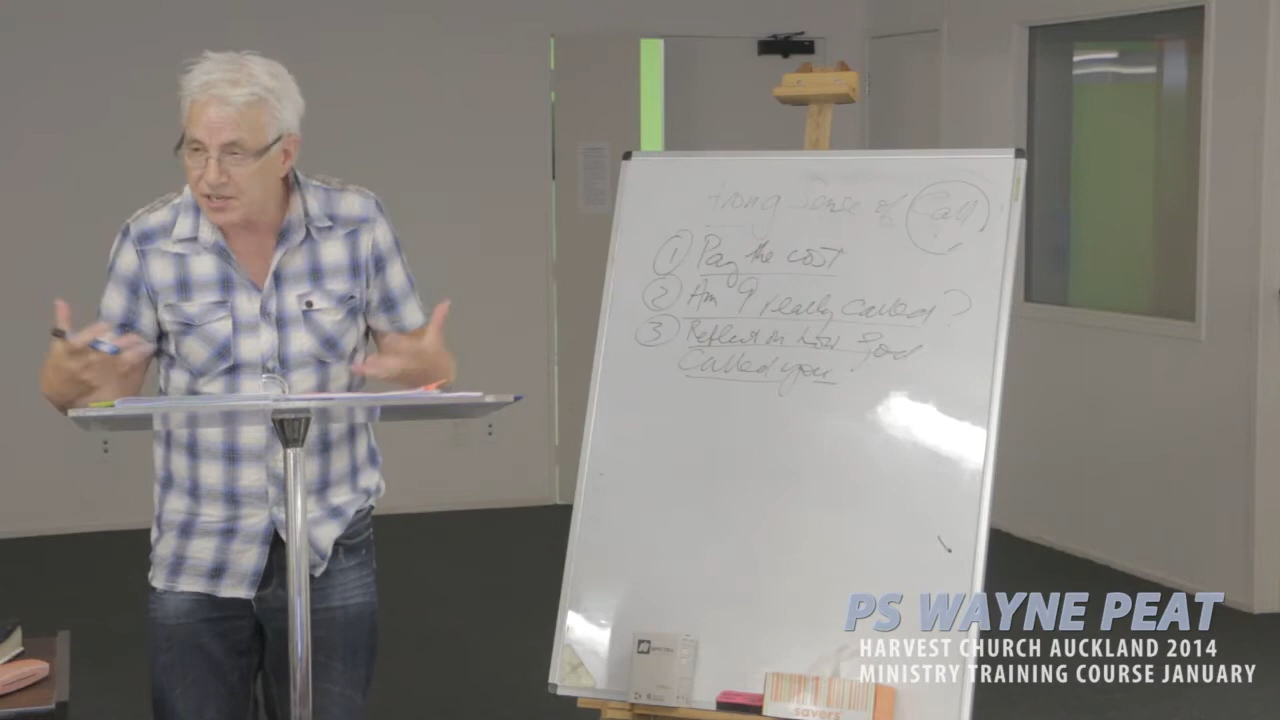 Strong Sense of Call
① Pay the cost
② Am I really called?
③ Reflect on how God
called you
SPECTRA
savers
PS WAYNE PEAT
HARVEST CHURCH AUCKLAND 2014
MINISTRY TRAINING COURSE JANUARY